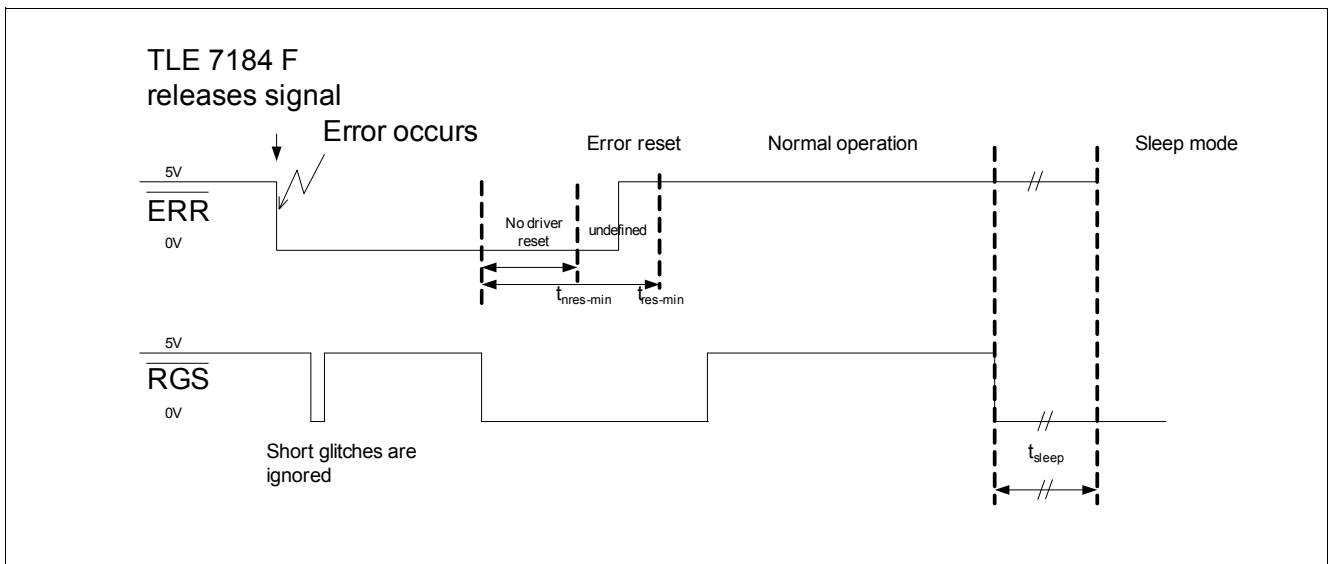 TLE 7184 F
releases signal
Error occurs
Error reset
Normal operation
Sleep mode
5V
ERR
0V
No driver
reset
undefined
tnres-min
tres-min
5V
RGS
0V
Short glitches are
ignored
tsleep